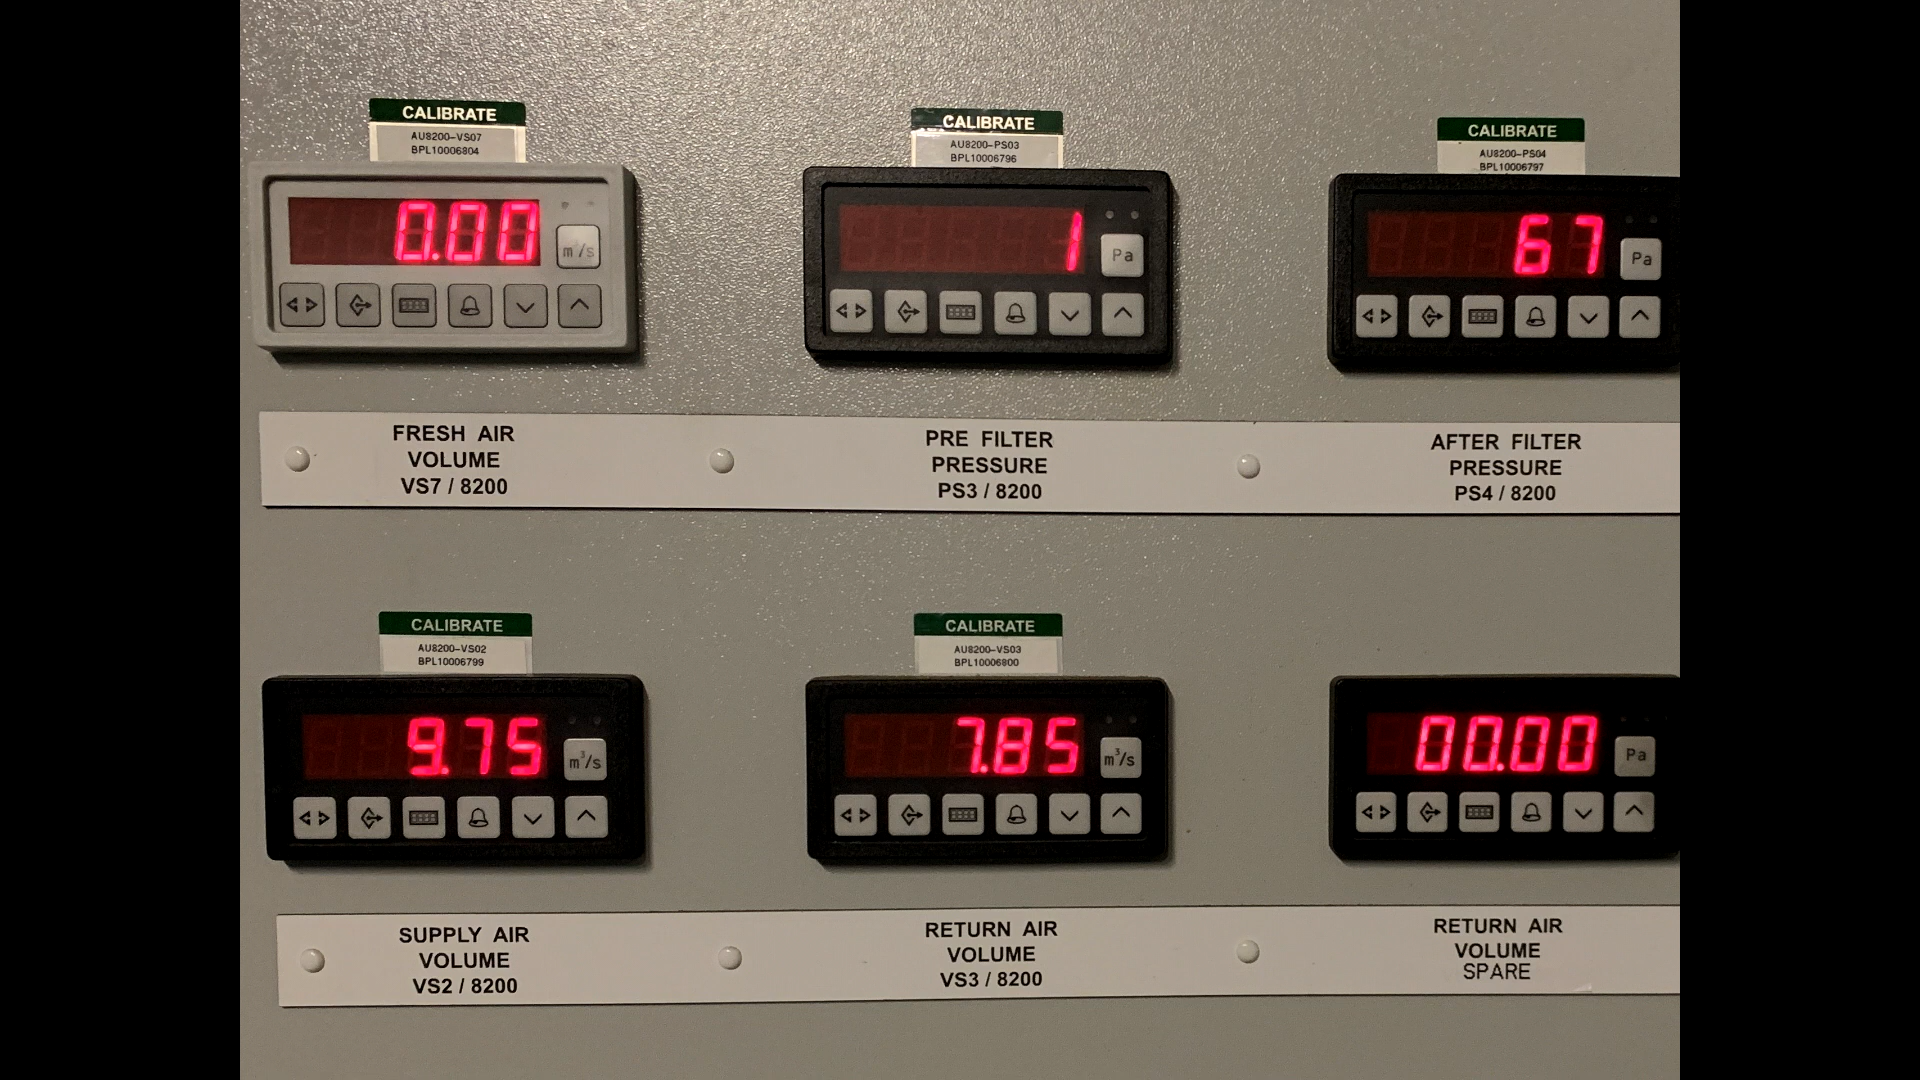 CALIBRATE
AU8200-VS07
BPL10006804
0.00
m³/s
FRESH AIR
VOLUME
VS7 / 8200
CALIBRATE
AU8200-PS03
BPL10006796
1
Pa
PRE FILTER
PRESSURE
PS3 / 8200
CALIBRATE
AU8200-PS04
BPL10006797
67
Pa
AFTER FILTER
PRESSURE
PS4 / 8200
CALIBRATE
AU8200-VS02
BPL10006799
9.75
m³/s
SUPPLY AIR
VOLUME
VS2 / 8200
CALIBRATE
AU8200-VS03
BPL10006800
7.85
m³/s
RETURN AIR
VOLUME
VS3 / 8200
00.00
Pa
RETURN AIR
VOLUME
SPARE